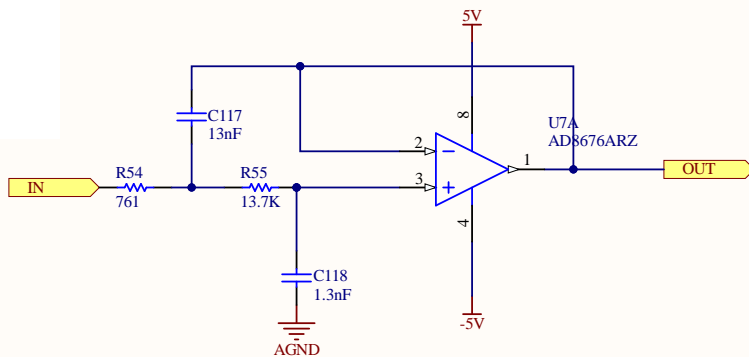 5V
C117
13nF
8
U7A
AD8676ARZ
2
1
R54
R55
IN
3
OUT
761
13.7K
4
C118
1.3nF
-5V
AGND